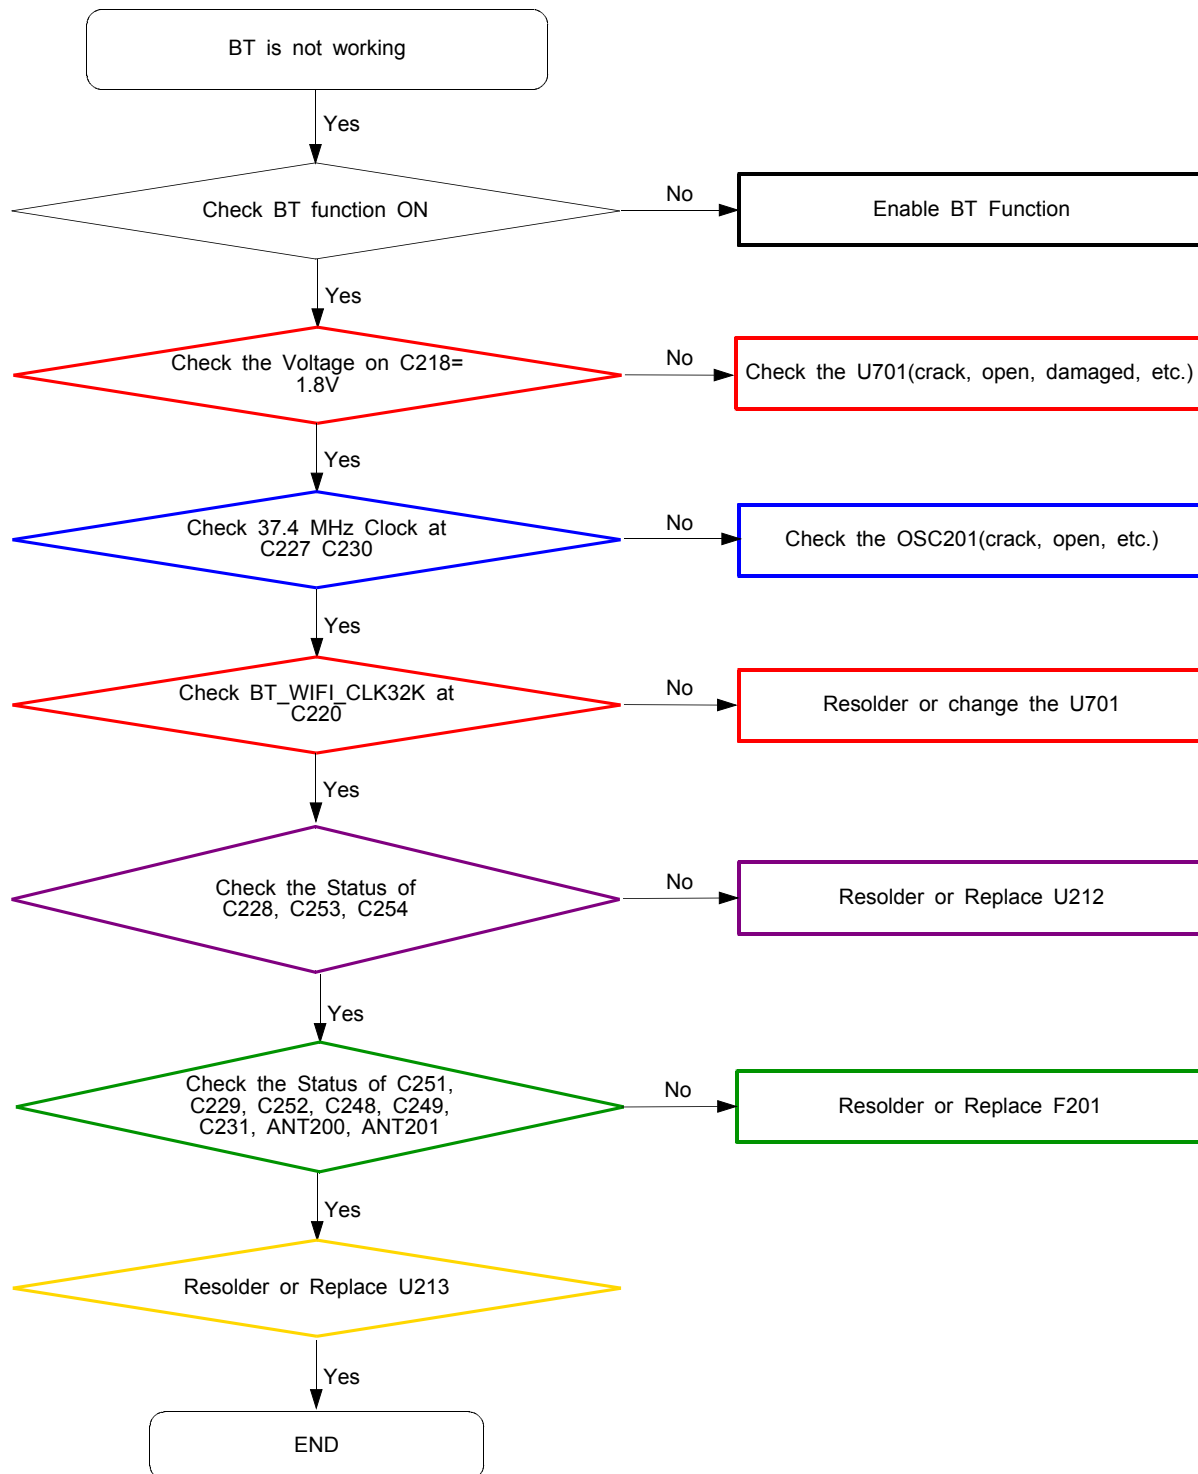 BT is not working
Yes
Check BT function ON
No
Enable BT Function
Yes
Check the Voltage on C218=
1.8V
No
Check the U701(crack, open, damaged, etc.)
Yes
Check 37.4 MHz Clock at
C227 C230
No
Check the OSC201(crack, open, etc.)
Yes
Check BT_WIFI_CLK32K at
C220
No
Resolder or change the U701
Yes
Check the Status of
C228, C253, C254
No
Resolder or Replace U212
Yes
Check the Status of C251,
C229, C252, C248, C249,
C231, ANT200, ANT201
No
Resolder or Replace F201
Yes
Resolder or Replace U213
Yes
END